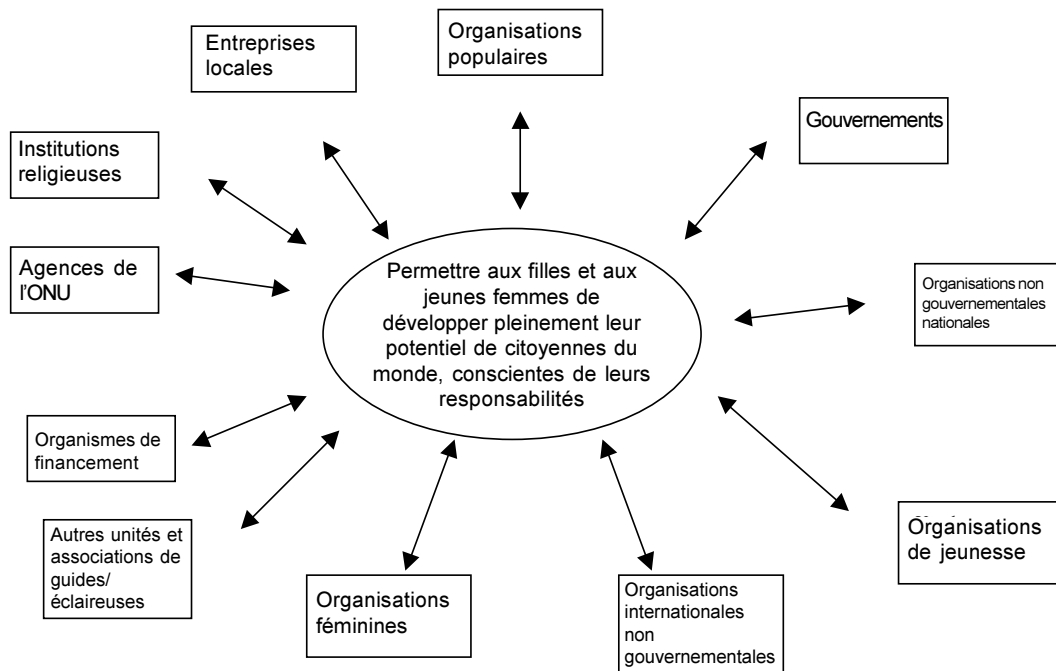 Organisations
populaires
Entreprises
locales
Gouvernements
Institutions
religieuses
Agences de
l'ONU
Permettre aux filles et aux
jeunes femmes de
développer pleinement leur
potentiel de citoyennes du
monde, conscientes de leurs
responsabilités
Organisations non
gouvernementales
nationales
Organismes de
financement
Autres unités et
associations de
guides/
éclaireuses
Organisations
féminines
Organisations
internationales
non
gouvernementales
Organisations
de jeunesse